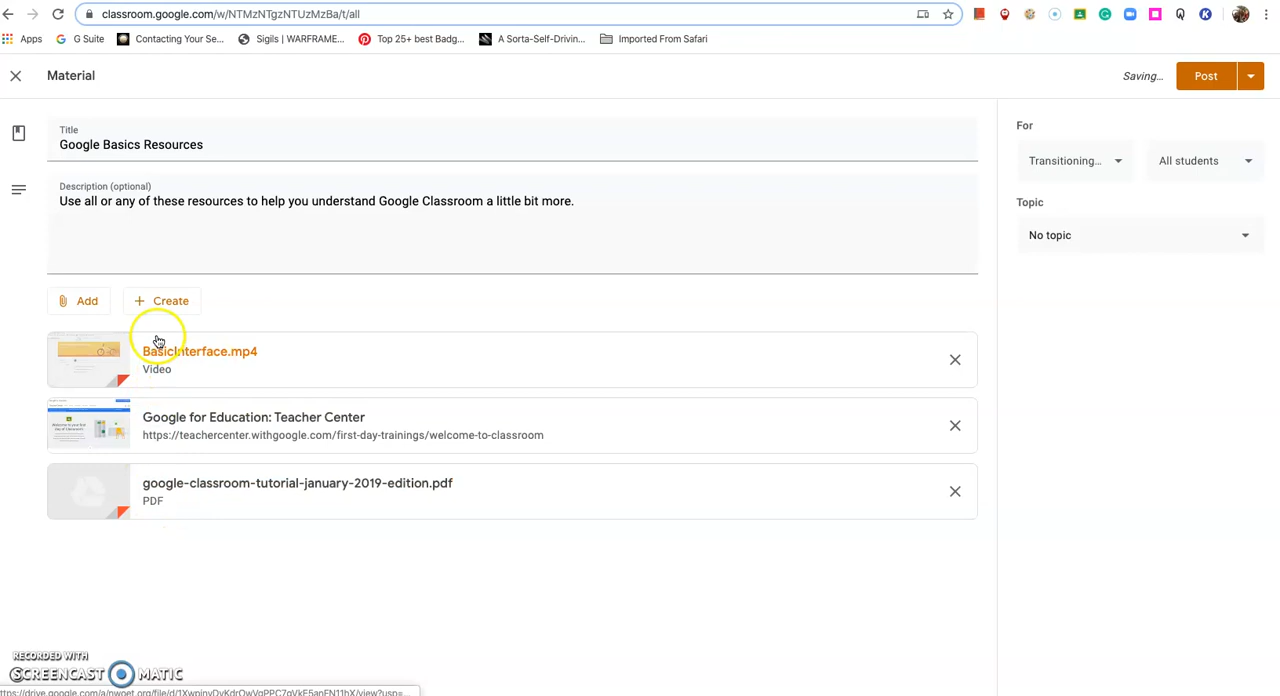 classroom.google.com/w/NTMzNTgzNTUzMzBa/t/all
Apps G Suite Contacting Your Se... Sigils | WARFRAME... Top 25+ best Badg... A Sorta-Self-Drivin... Imported From Safari
Material Saving... Post
Title
Google Basics Resources
For
Transitioning... All students
Description (optional)
Use all or any of these resources to help you understand Google Classroom a little bit more.
Topic
No topic
Add Create
BasicInterface.mp4
Video
Google for Education: Teacher Center
https://teachercenter.withgoogle.com/first-day-trainings/welcome-to-classroom
google-classroom-tutorial-january-2019-edition.pdf
PDF
RECORDED WITH
SCREENCAST MATIC